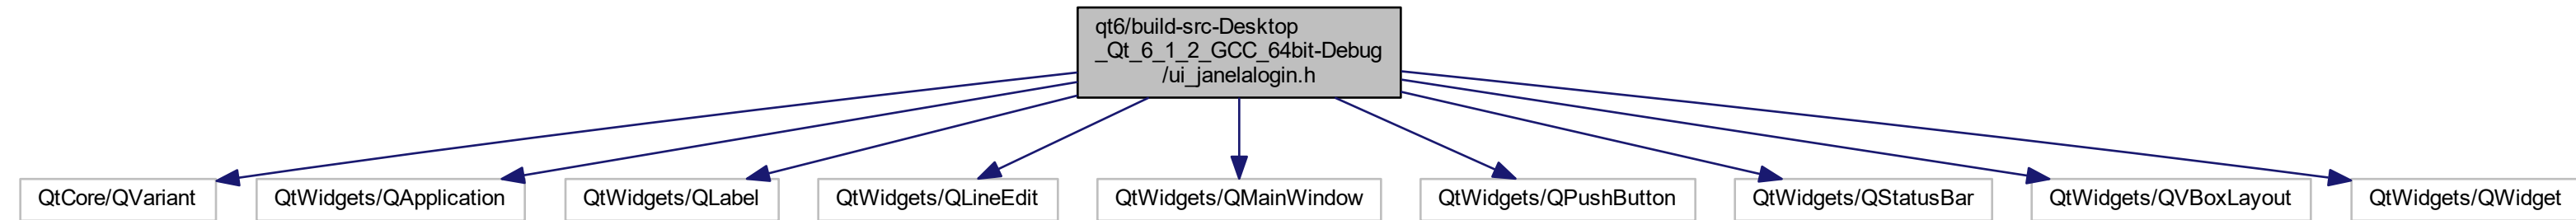 qt6/build-src-Desktop
_Qt_6_1_2_GCC_64bit-Debug
/ui_janelalogin.h
QtCore/QVariant
QtWidgets/QApplication
QtWidgets/QLabel
QtWidgets/QLineEdit
QtWidgets/QMainWindow
QtWidgets/QPushButton
QtWidgets/QStatusBar
QtWidgets/QVBoxLayout
QtWidgets/QWidget